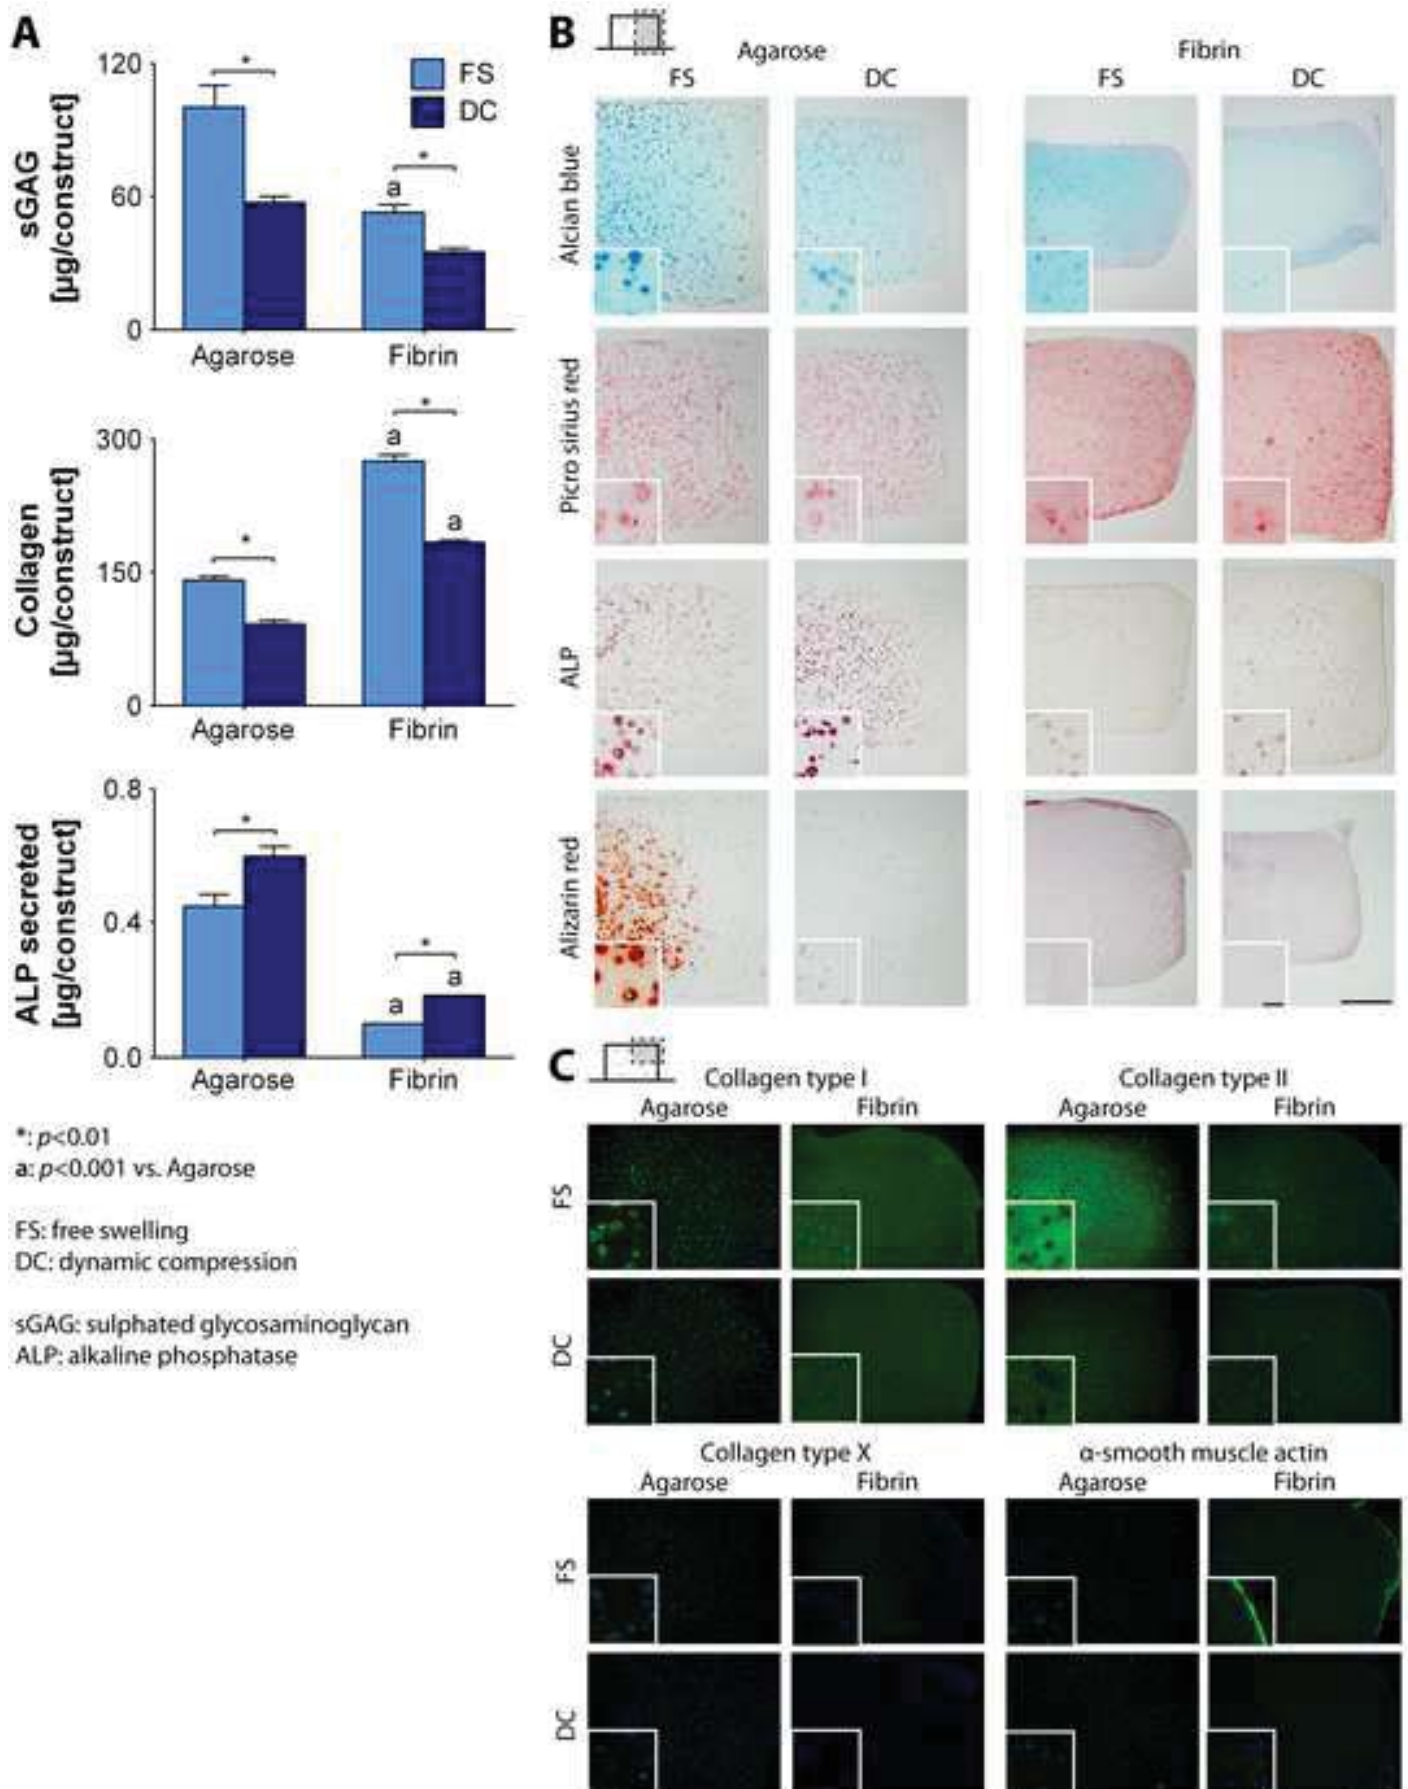 A
120
60
0
sGAG
[µg/construct]
*
a
*
FS
DC
Agarose Fibrin
300
150
0
Collagen
[µg/construct]
*
a
*
a
Agarose Fibrin
0.8
0.4
0.0
ALP secreted
[µg/construct]
*
a
*
a
Agarose Fibrin
*: p<0.01
a: p<0.001 vs. Agarose
FS: free swelling
DC: dynamic compression
sGAG: sulphated glycosaminoglycan
ALP: alkaline phosphatase
B
Agarose Fibrin
FS DC FS DC
Alcian blue
Picro sirius red
ALP
Alizarin red
C
Collagen type I Collagen type II
Agarose Fibrin Agarose Fibrin
FS
DC
Collagen type X α-smooth muscle actin
Agarose Fibrin Agarose Fibrin
FS
DC